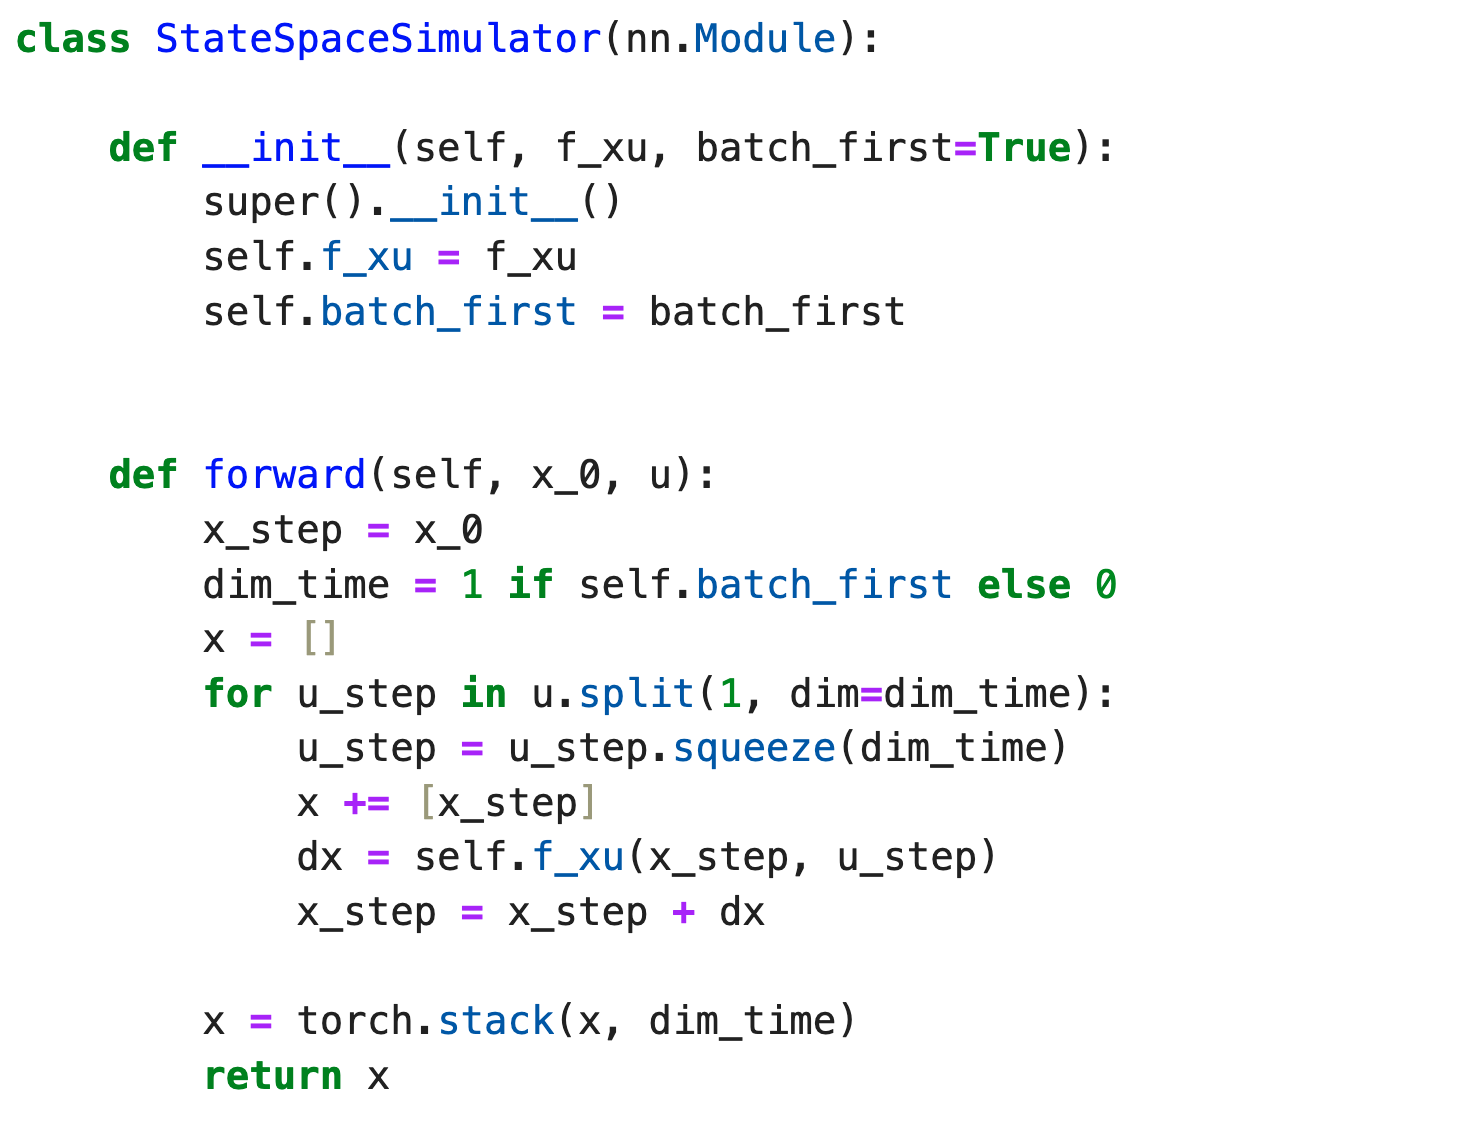 class StateSpaceSimulator(nn.Module):
    def __init__(self, f_xu, batch_first=True):
        super().__init__()
        self.f_xu = f_xu
        self.batch_first = batch_first
    def forward(self, x_0, u):
        x_step = x_0
        dim_time = 1 if self.batch_first else 0
        x = []
        for u_step in u.split(1, dim=dim_time):
            u_step = u_step.squeeze(dim_time)
            x += [x_step]
            dx = self.f_xu(x_step, u_step)
            x_step = x_step + dx
        x = torch.stack(x, dim_time)
        return x